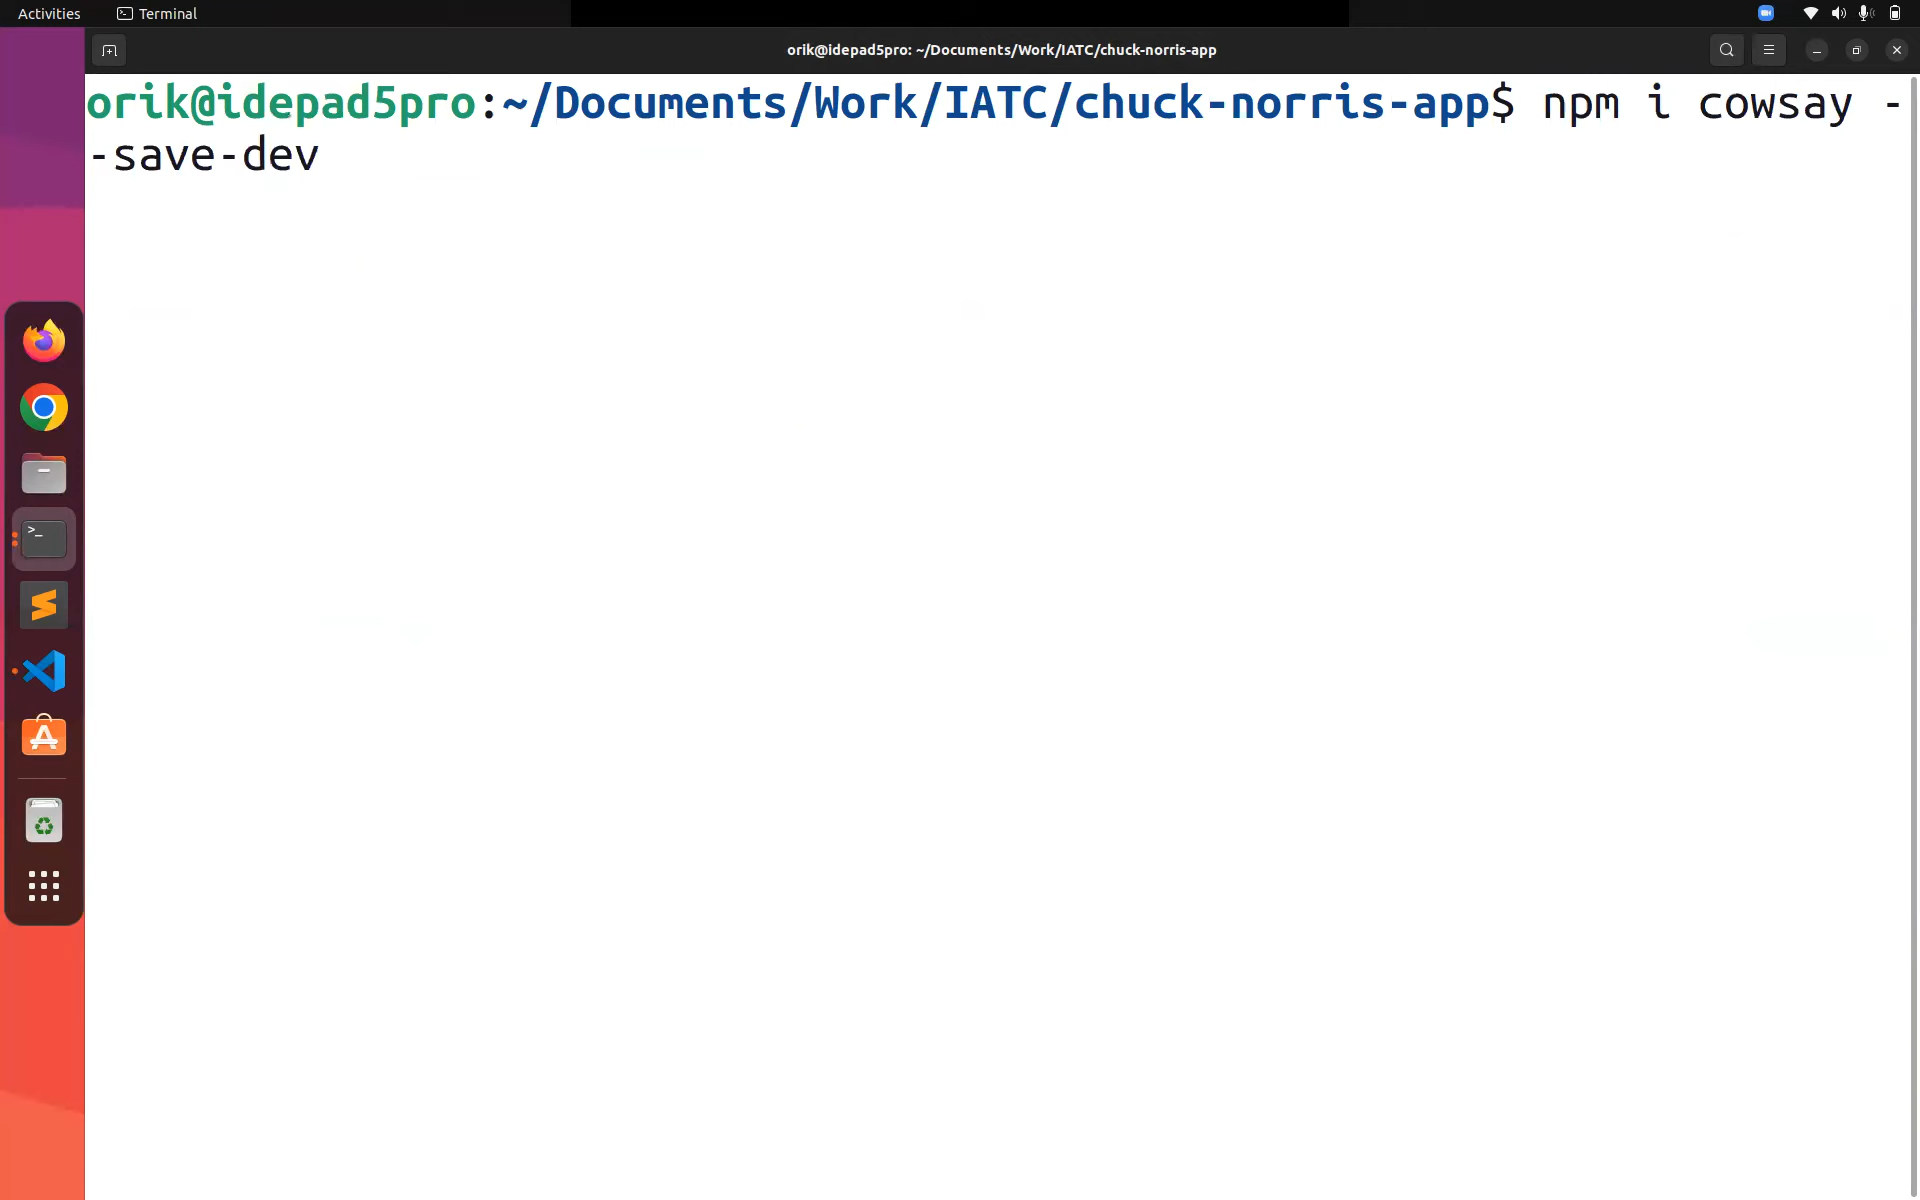 Activities
Terminal
orik@idepad5pro: ~/Documents/Work/IATC/chuck-norris-app
orik@idepad5pro:~/Documents/Work/IATC/chuck-norris-app$ npm i cowsay -
-save-dev